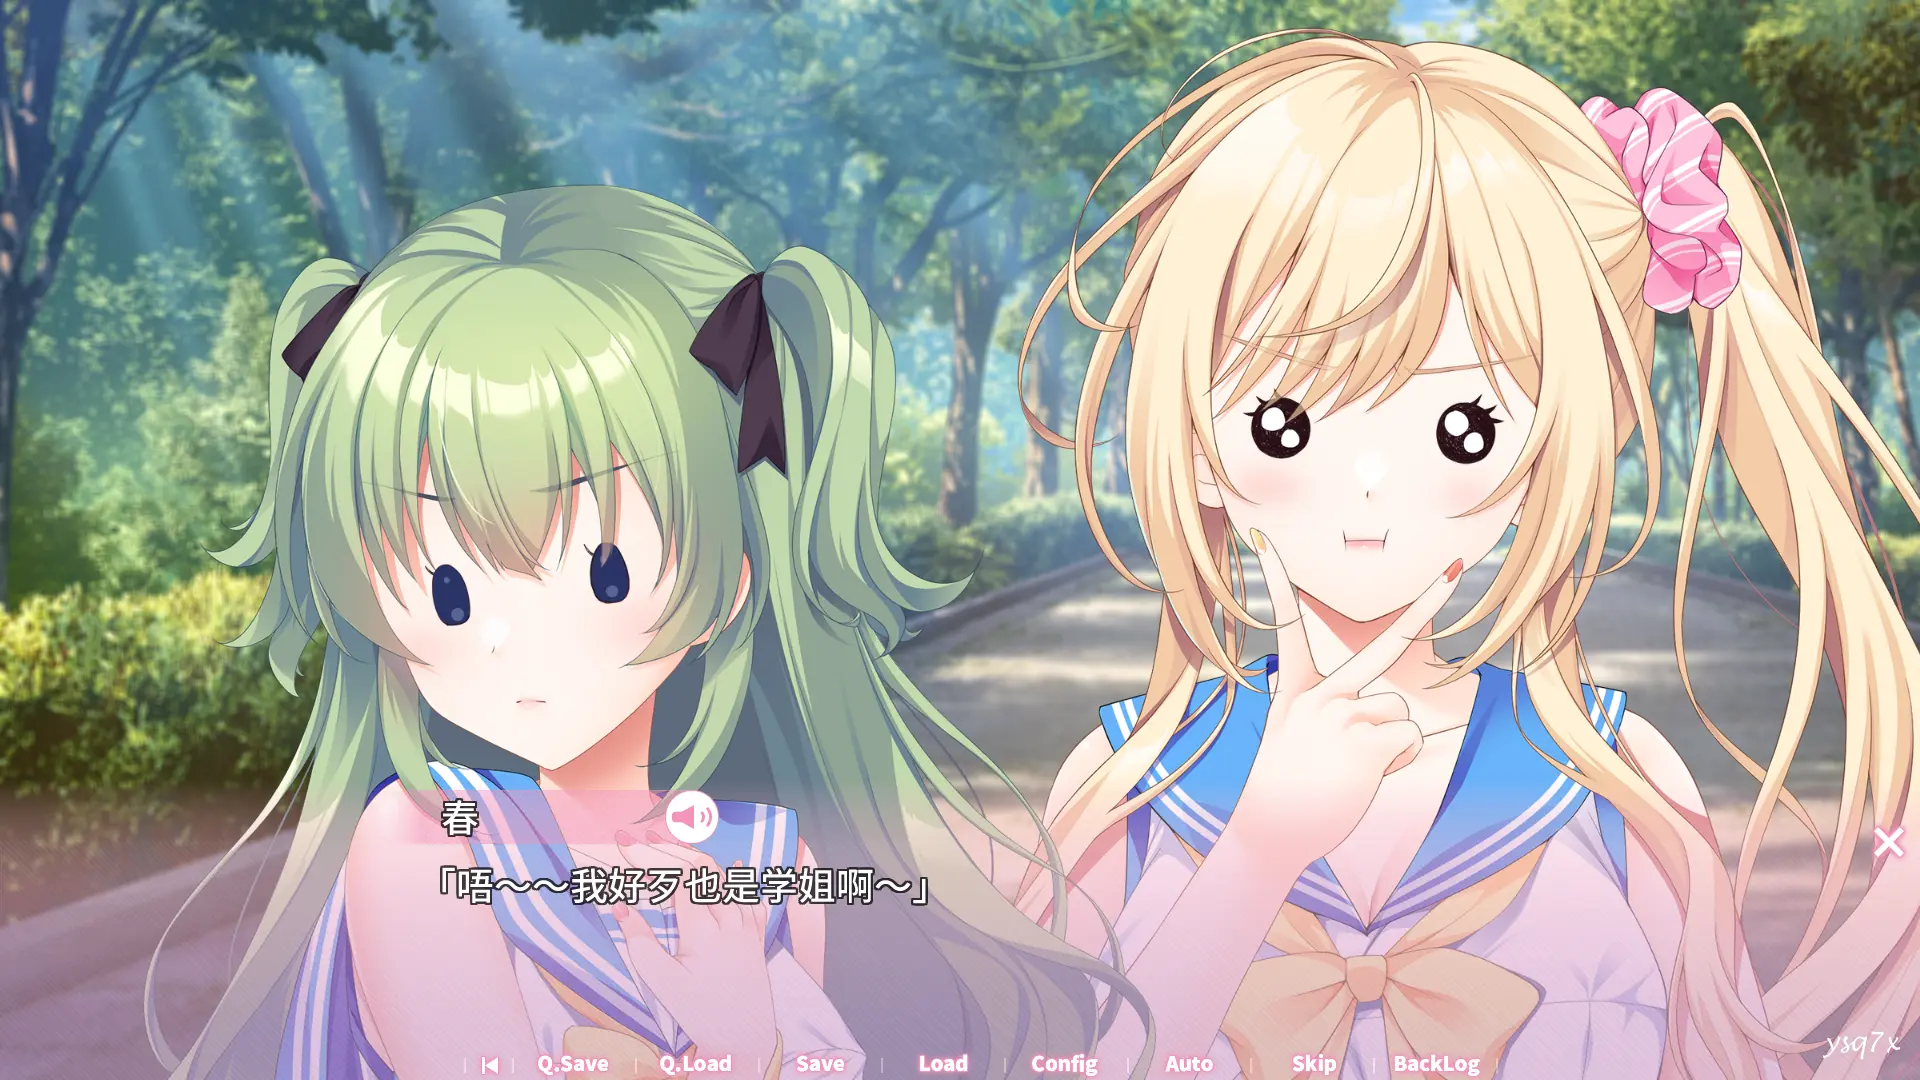 春
「唔～～我好歹也是学姐啊～」
Q.Save Q.Load Save Load Config Auto Skip BackLog
ysq7x